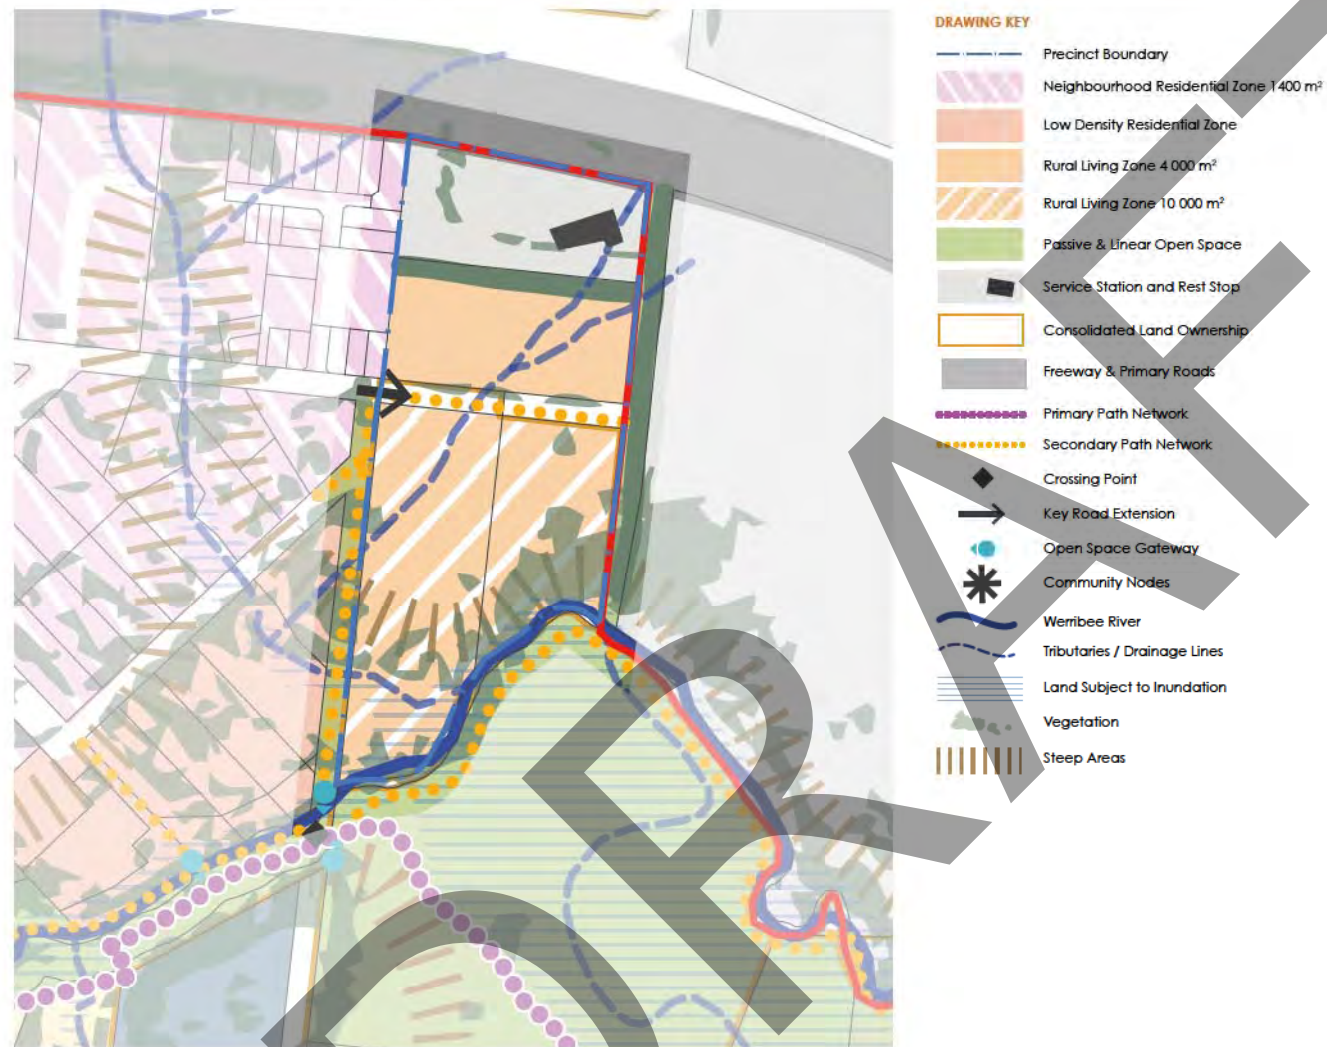 DRAWING KEY
Precinct Boundary
Neighbourhood Residential Zone 1400 m²
Low Density Residential Zone
Rural Living Zone 4 000 m²
Rural Living Zone 10 000 m²
Passive & Linear Open Space
Service Station and Rest Stop
Consolidated Land Ownership
Freeway & Primary Roads
Primary Path Network
Secondary Path Network
Crossing Point
Key Road Extension
Open Space Gateway
Community Nodes
Werribee River
Tributaries / Drainage Lines
Land Subject to Inundation
Vegetation
Steep Areas
DRAFT